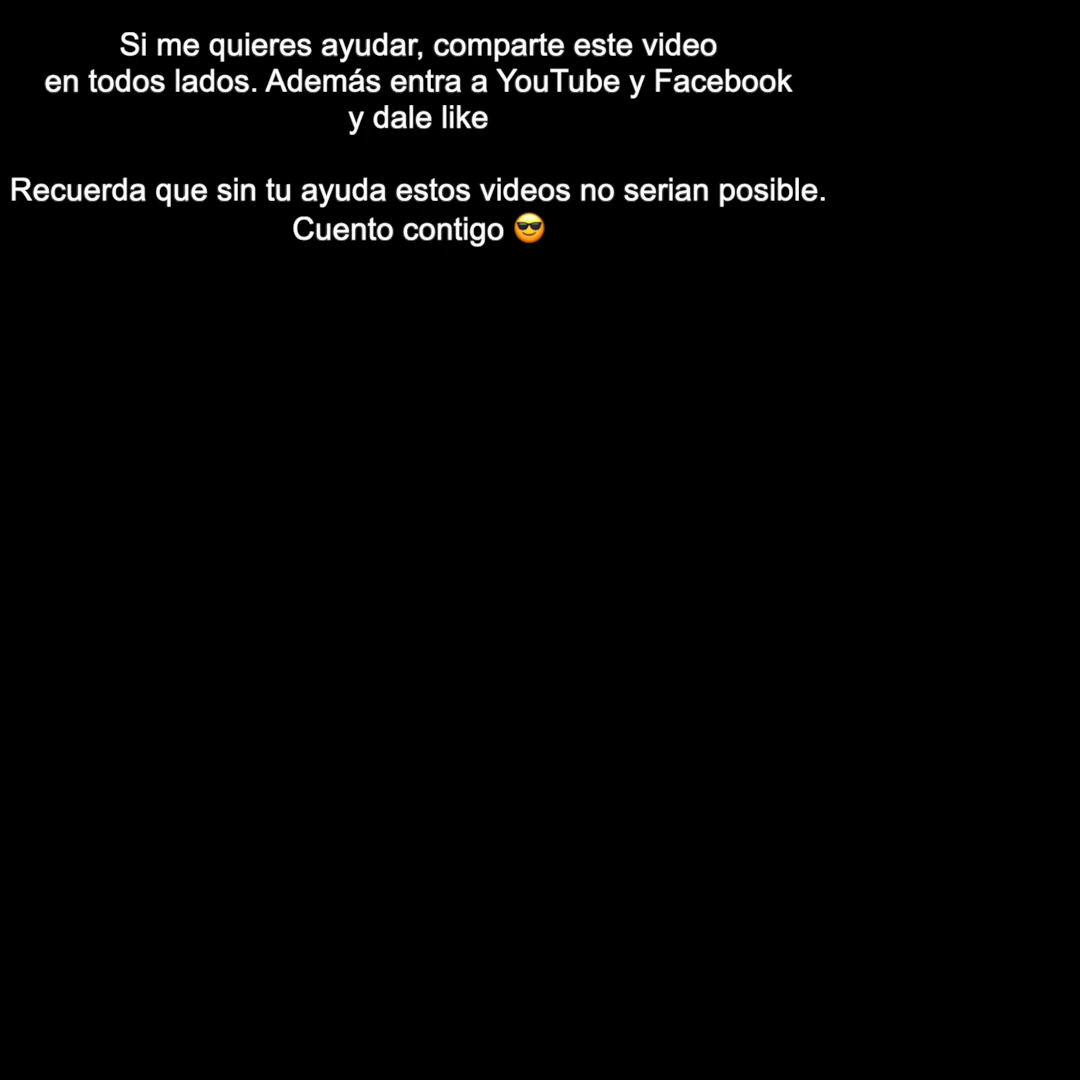 Si me quieres ayudar, comparte este video
en todos lados. Además entra a YouTube y Facebook
y dale like
Recuerda que sin tu ayuda estos videos no serian posible.
Cuento contigo 😎